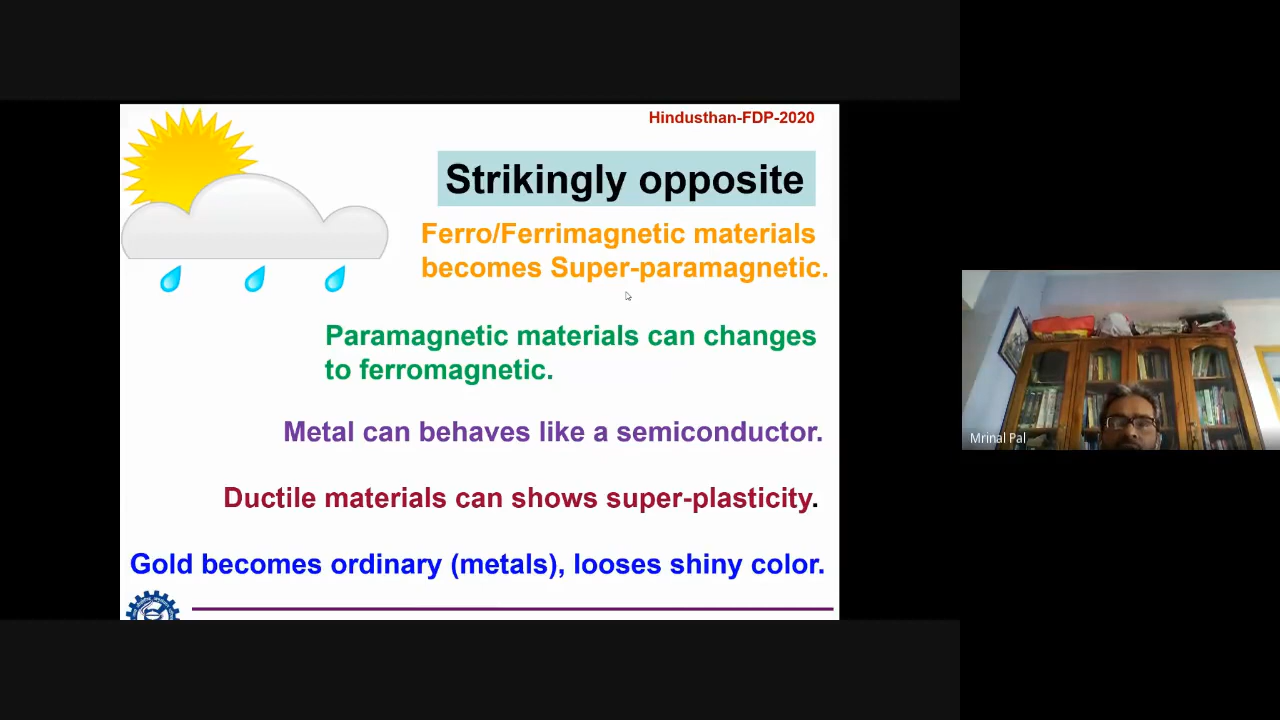 Hindusthan-FDP-2020
Strikingly opposite
Ferro/Ferrimagnetic materials
becomes Super-paramagnetic.
Paramagnetic materials can changes
to ferromagnetic.
Metal can behaves like a semiconductor.
Ductile materials can shows super-plasticity.
Gold becomes ordinary (metals), looses shiny color.
Mrinal Pal